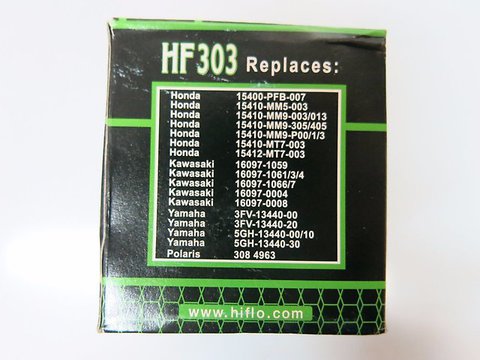 HF303 Replaces:
Honda 15400-PFB-007
Honda 15410-MM5-003
Honda 15410-MM9-003/013
Honda 15410-MM9-305/405
Honda 15410-MM9-P00/1/3
Honda 15410-MT7-003
Honda 15412-MT7-003
Kawasaki 16097-1059
Kawasaki 16097-1061/3/4
Kawasaki 16097-1066/7
Kawasaki 16097-0004
Kawasaki 16097-0008
Yamaha 3FV-13440-00
Yamaha 3FV-13440-20
Yamaha 5GH-13440-00/10
Yamaha 5GH-13440-30
Polaris 308 4963
www.hiflo.com